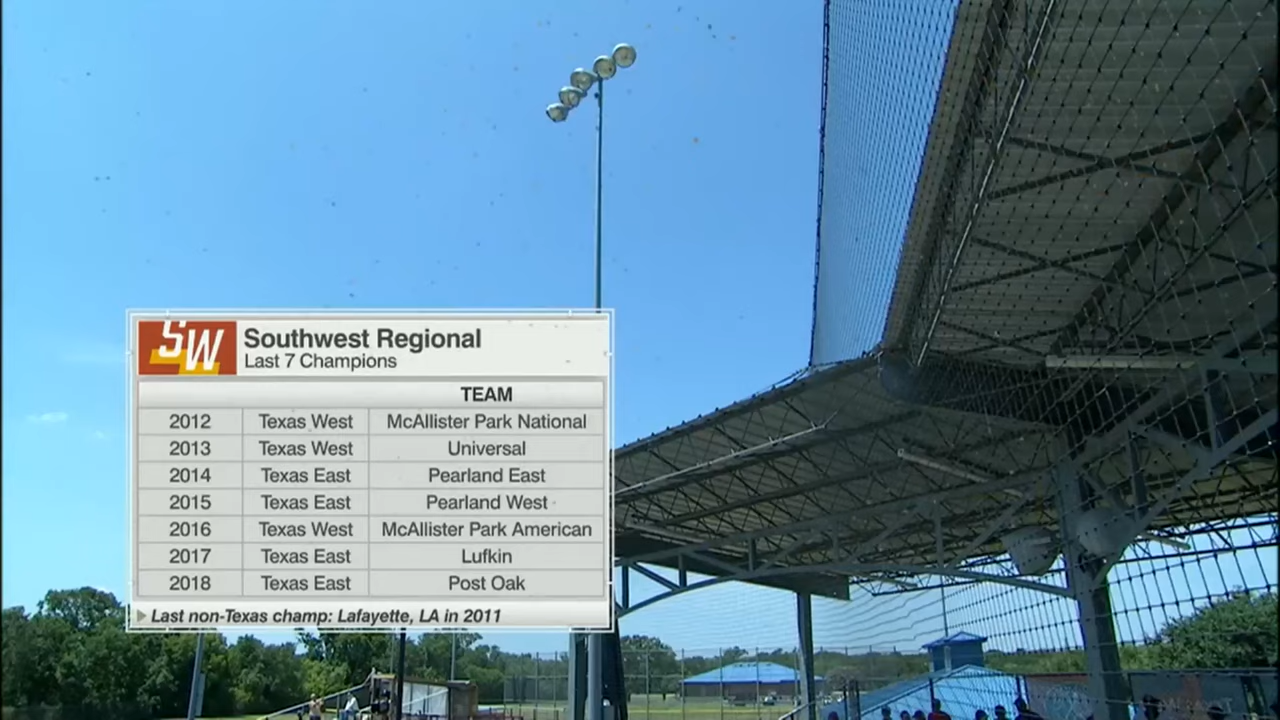 SW
Southwest Regional
Last 7 Champions
TEAM
2012 Texas West McAllister Park National
2013 Texas West Universal
2014 Texas East Pearland East
2015 Texas East Pearland West
2016 Texas West McAllister Park American
2017 Texas East Lufkin
2018 Texas East Post Oak
Last non-Texas champ: Lafayette, LA in 2011